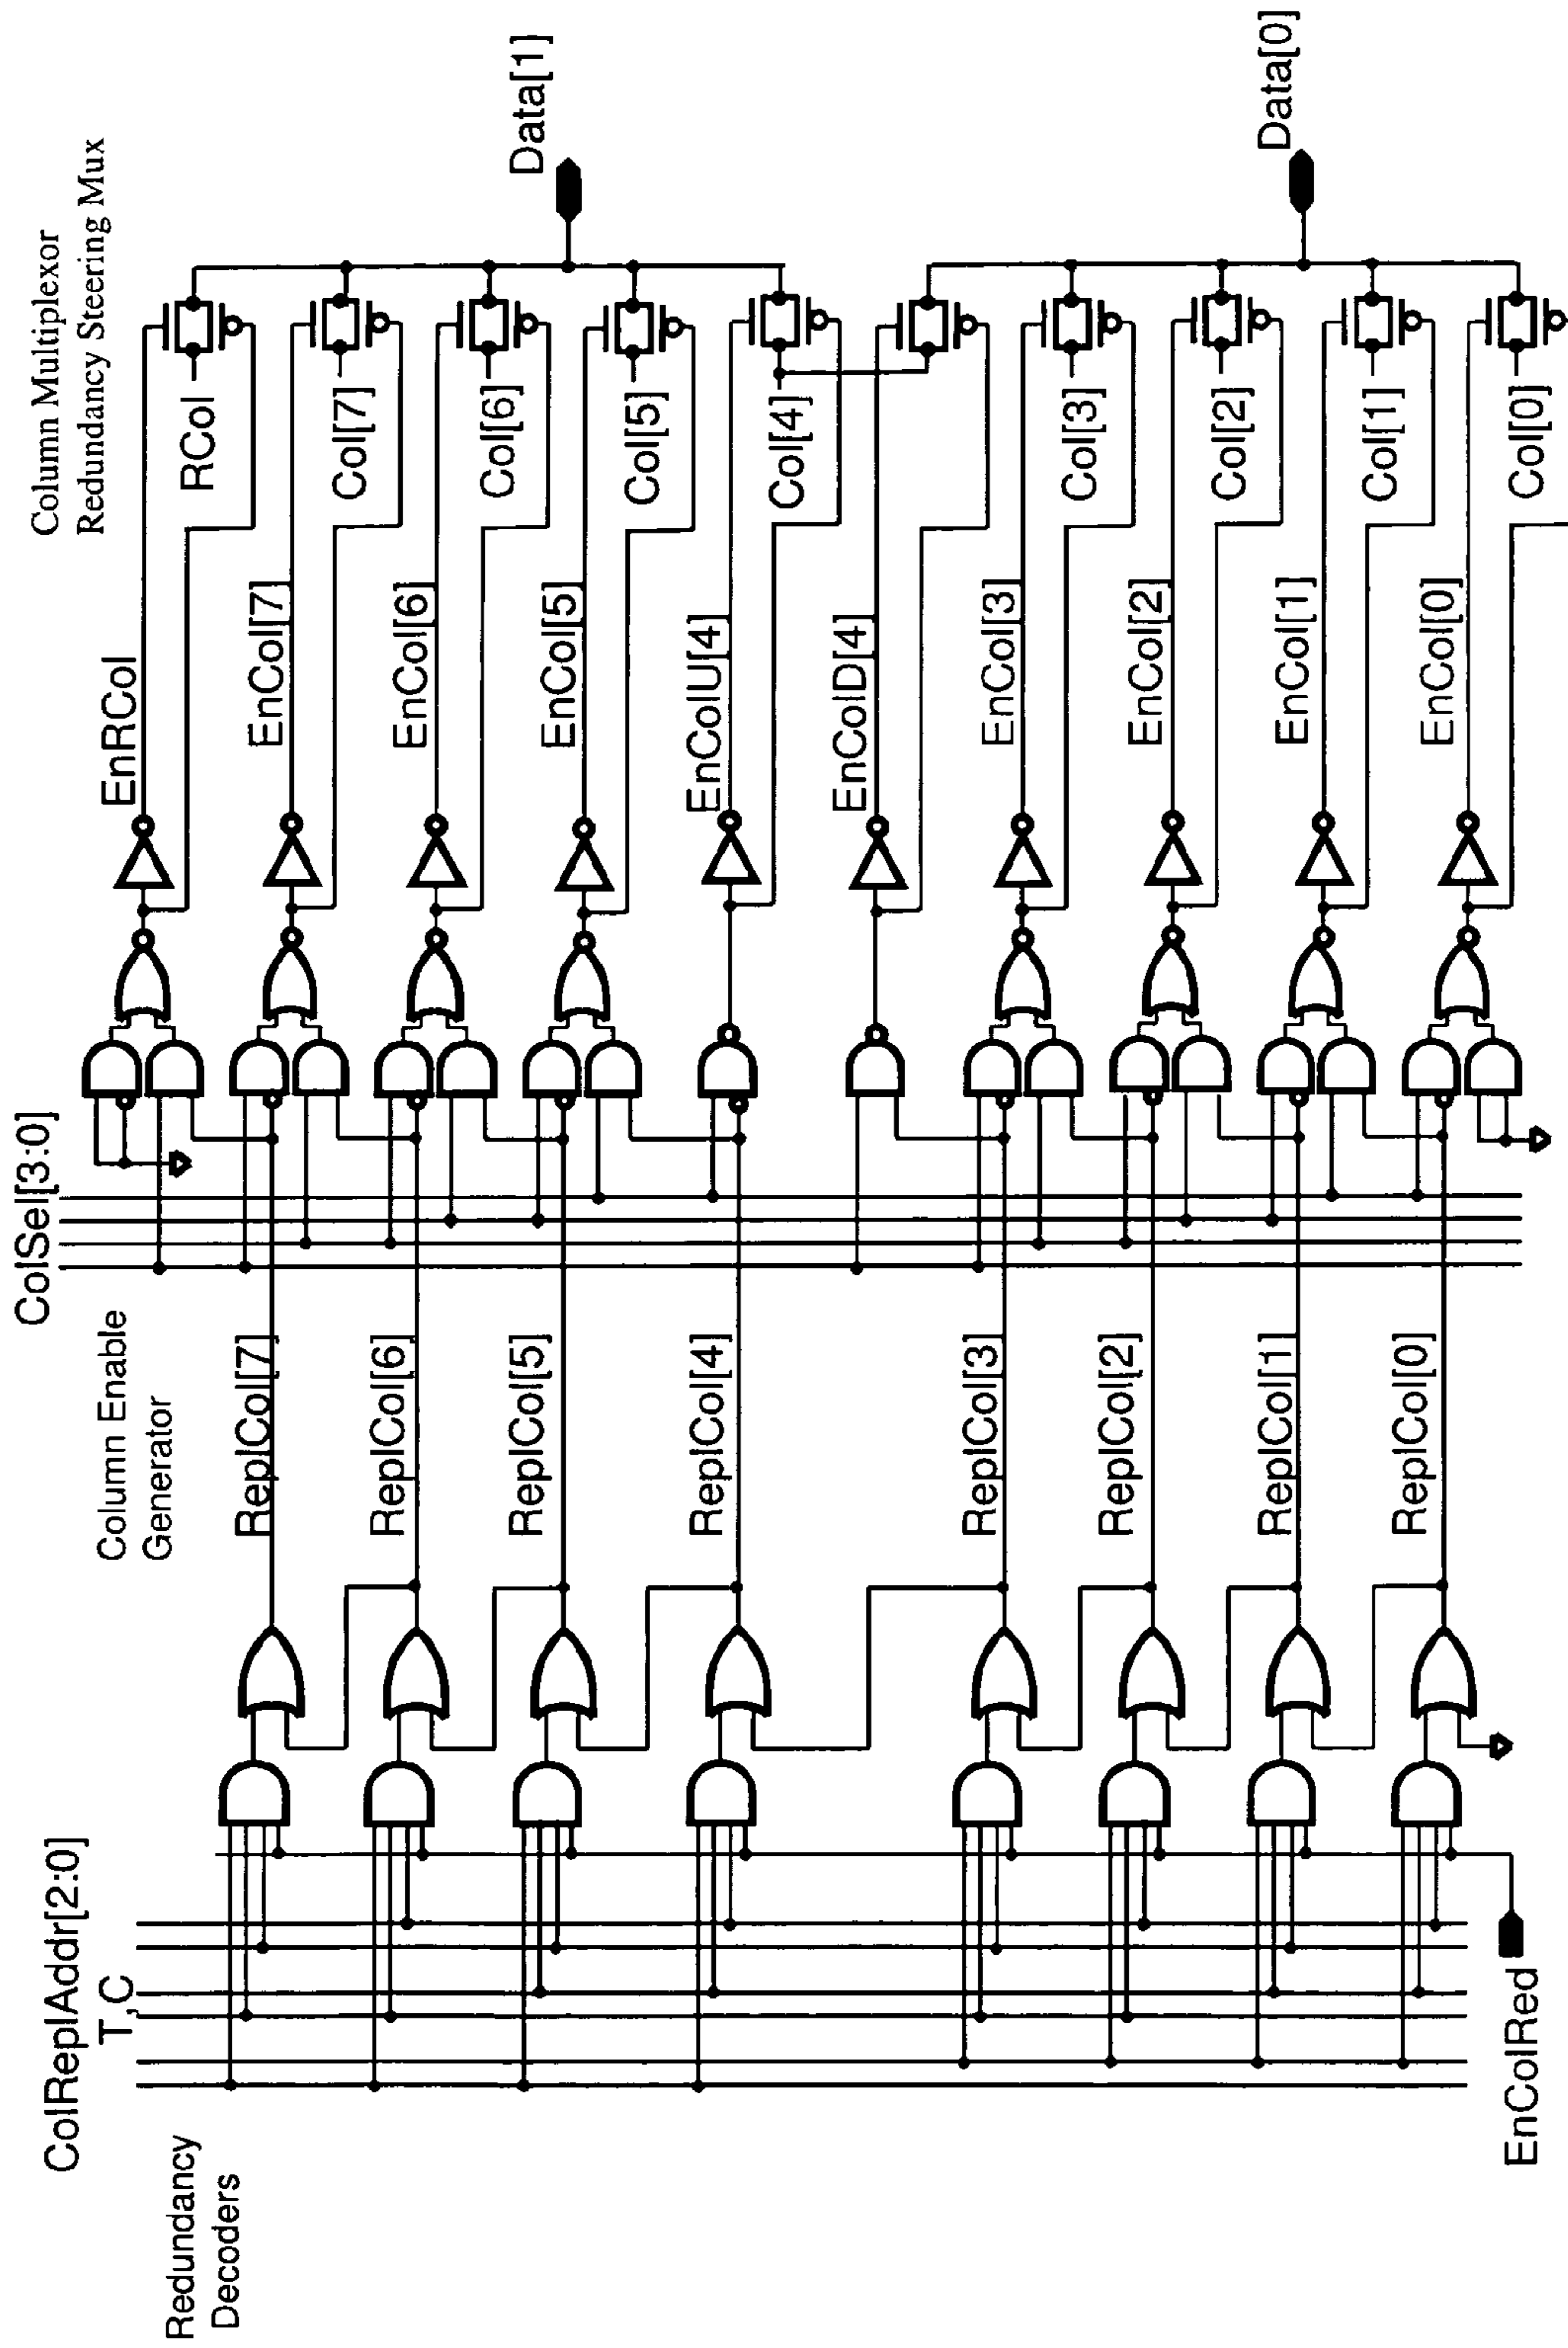 Column Multiplexor
Redundancy Steering Mux
Data[1]
Data[0]
RCol
Col[7]
Col[6]
Col[5]
Col[4]
Col[3]
Col[2]
Col[1]
Col[0]
EnRCol
EnCol[7]
EnCol[6]
EnCol[5]
EnColU[4]
EnColD[4]
EnCol[3]
EnCol[2]
EnCol[1]
EnCol[0]
ColSel[3:0]
Column Enable
Generator
ReplCol[7]
ReplCol[6]
ReplCol[5]
ReplCol[4]
ReplCol[3]
ReplCol[2]
ReplCol[1]
ReplCol[0]
ColReplAddr[2:0]
T,C
Redundancy
Decoders
EnColRed